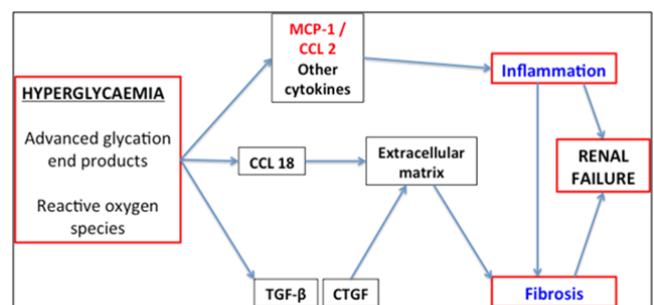 HYPERGLYCAEMIA
Advanced glycation
end products
Reactive oxygen
species
MCP-1 /
CCL 2
Other
cytokines
CCL 18
TGF-β
CTGF
Extracellular
matrix
Inflammation
Fibrosis
RENAL
FAILURE